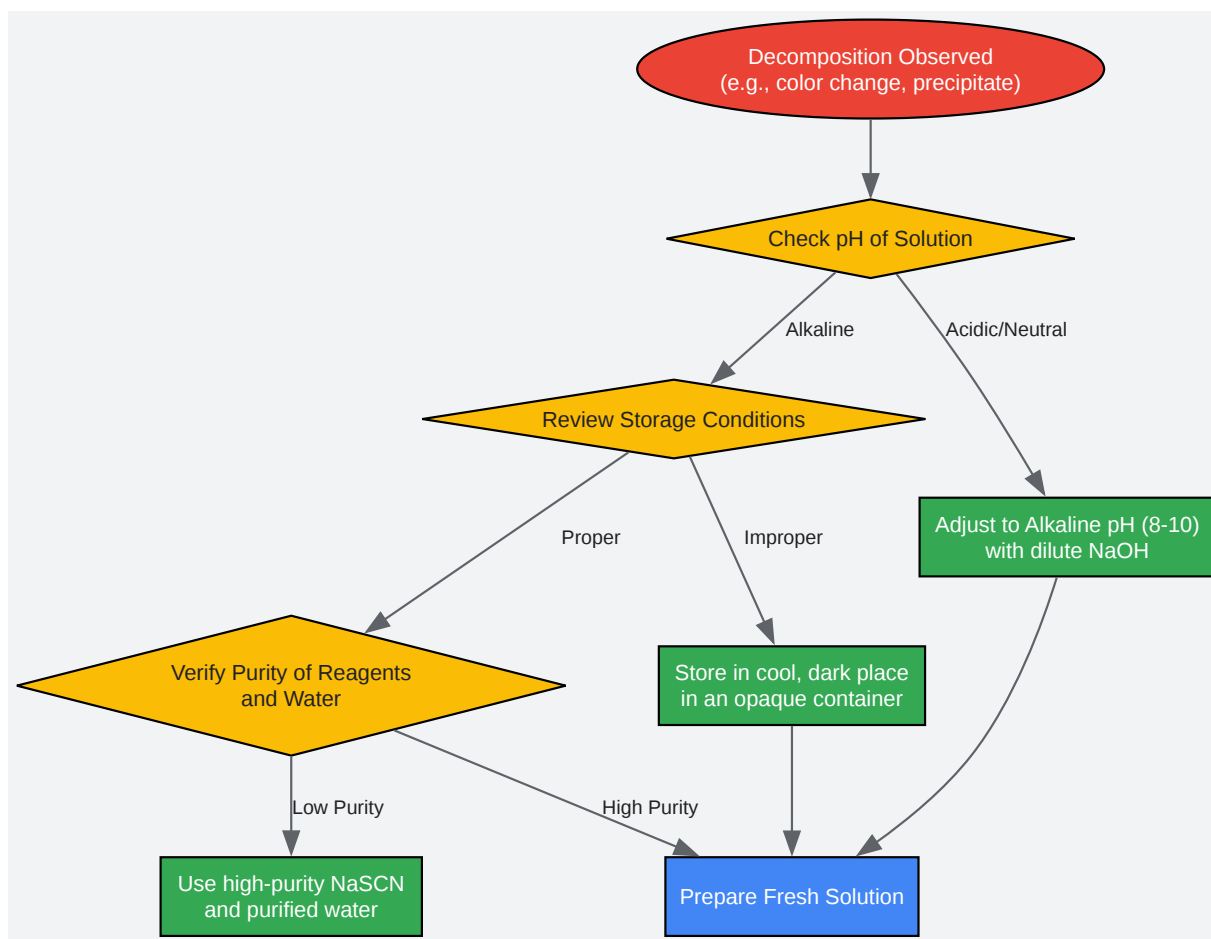 Decomposition Observed
(e.g., color change, precipitate)
Check pH of Solution
Alkaline
Acidic/Neutral
Review Storage Conditions
Proper
Improper
Adjust to Alkaline pH (8-10)
with dilute NaOH
Verify Purity of Reagents
and Water
Store in cool, dark place
in an opaque container
Low Purity
High Purity
Use high-purity NaSCN
and purified water
Prepare Fresh Solution